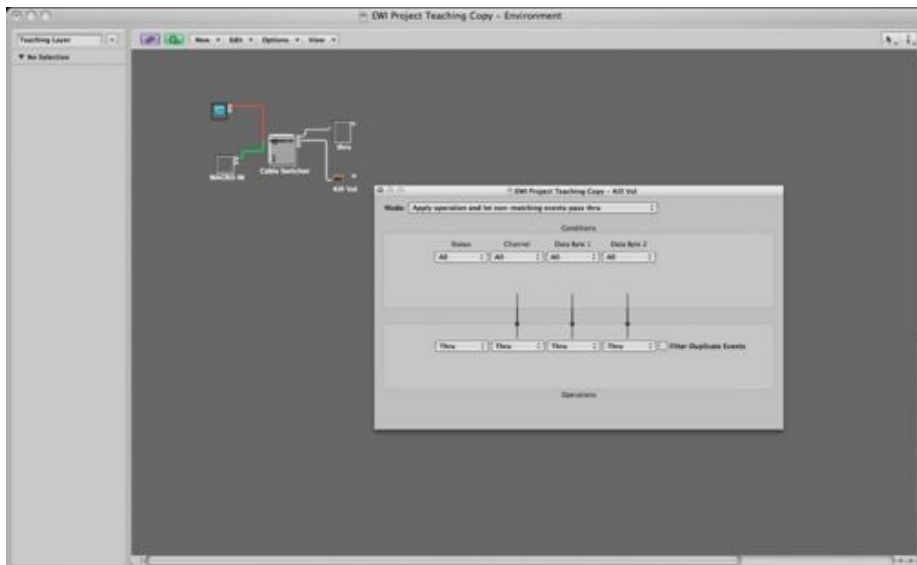 EWI Project Teaching Copy - Environment
Teaching Layer
New Edit Options View
No Selection
thru
MACRO IN
Cable Switcher
Kill Vol
EWI Project Teaching Copy - Kill Vol
Mode: Apply operation and let non-matching events pass thru
Conditions
Status Channel Data Byte 1 Data Byte 2
All All All All
Thru Thru Thru Thru Filter Duplicate Events
Operations